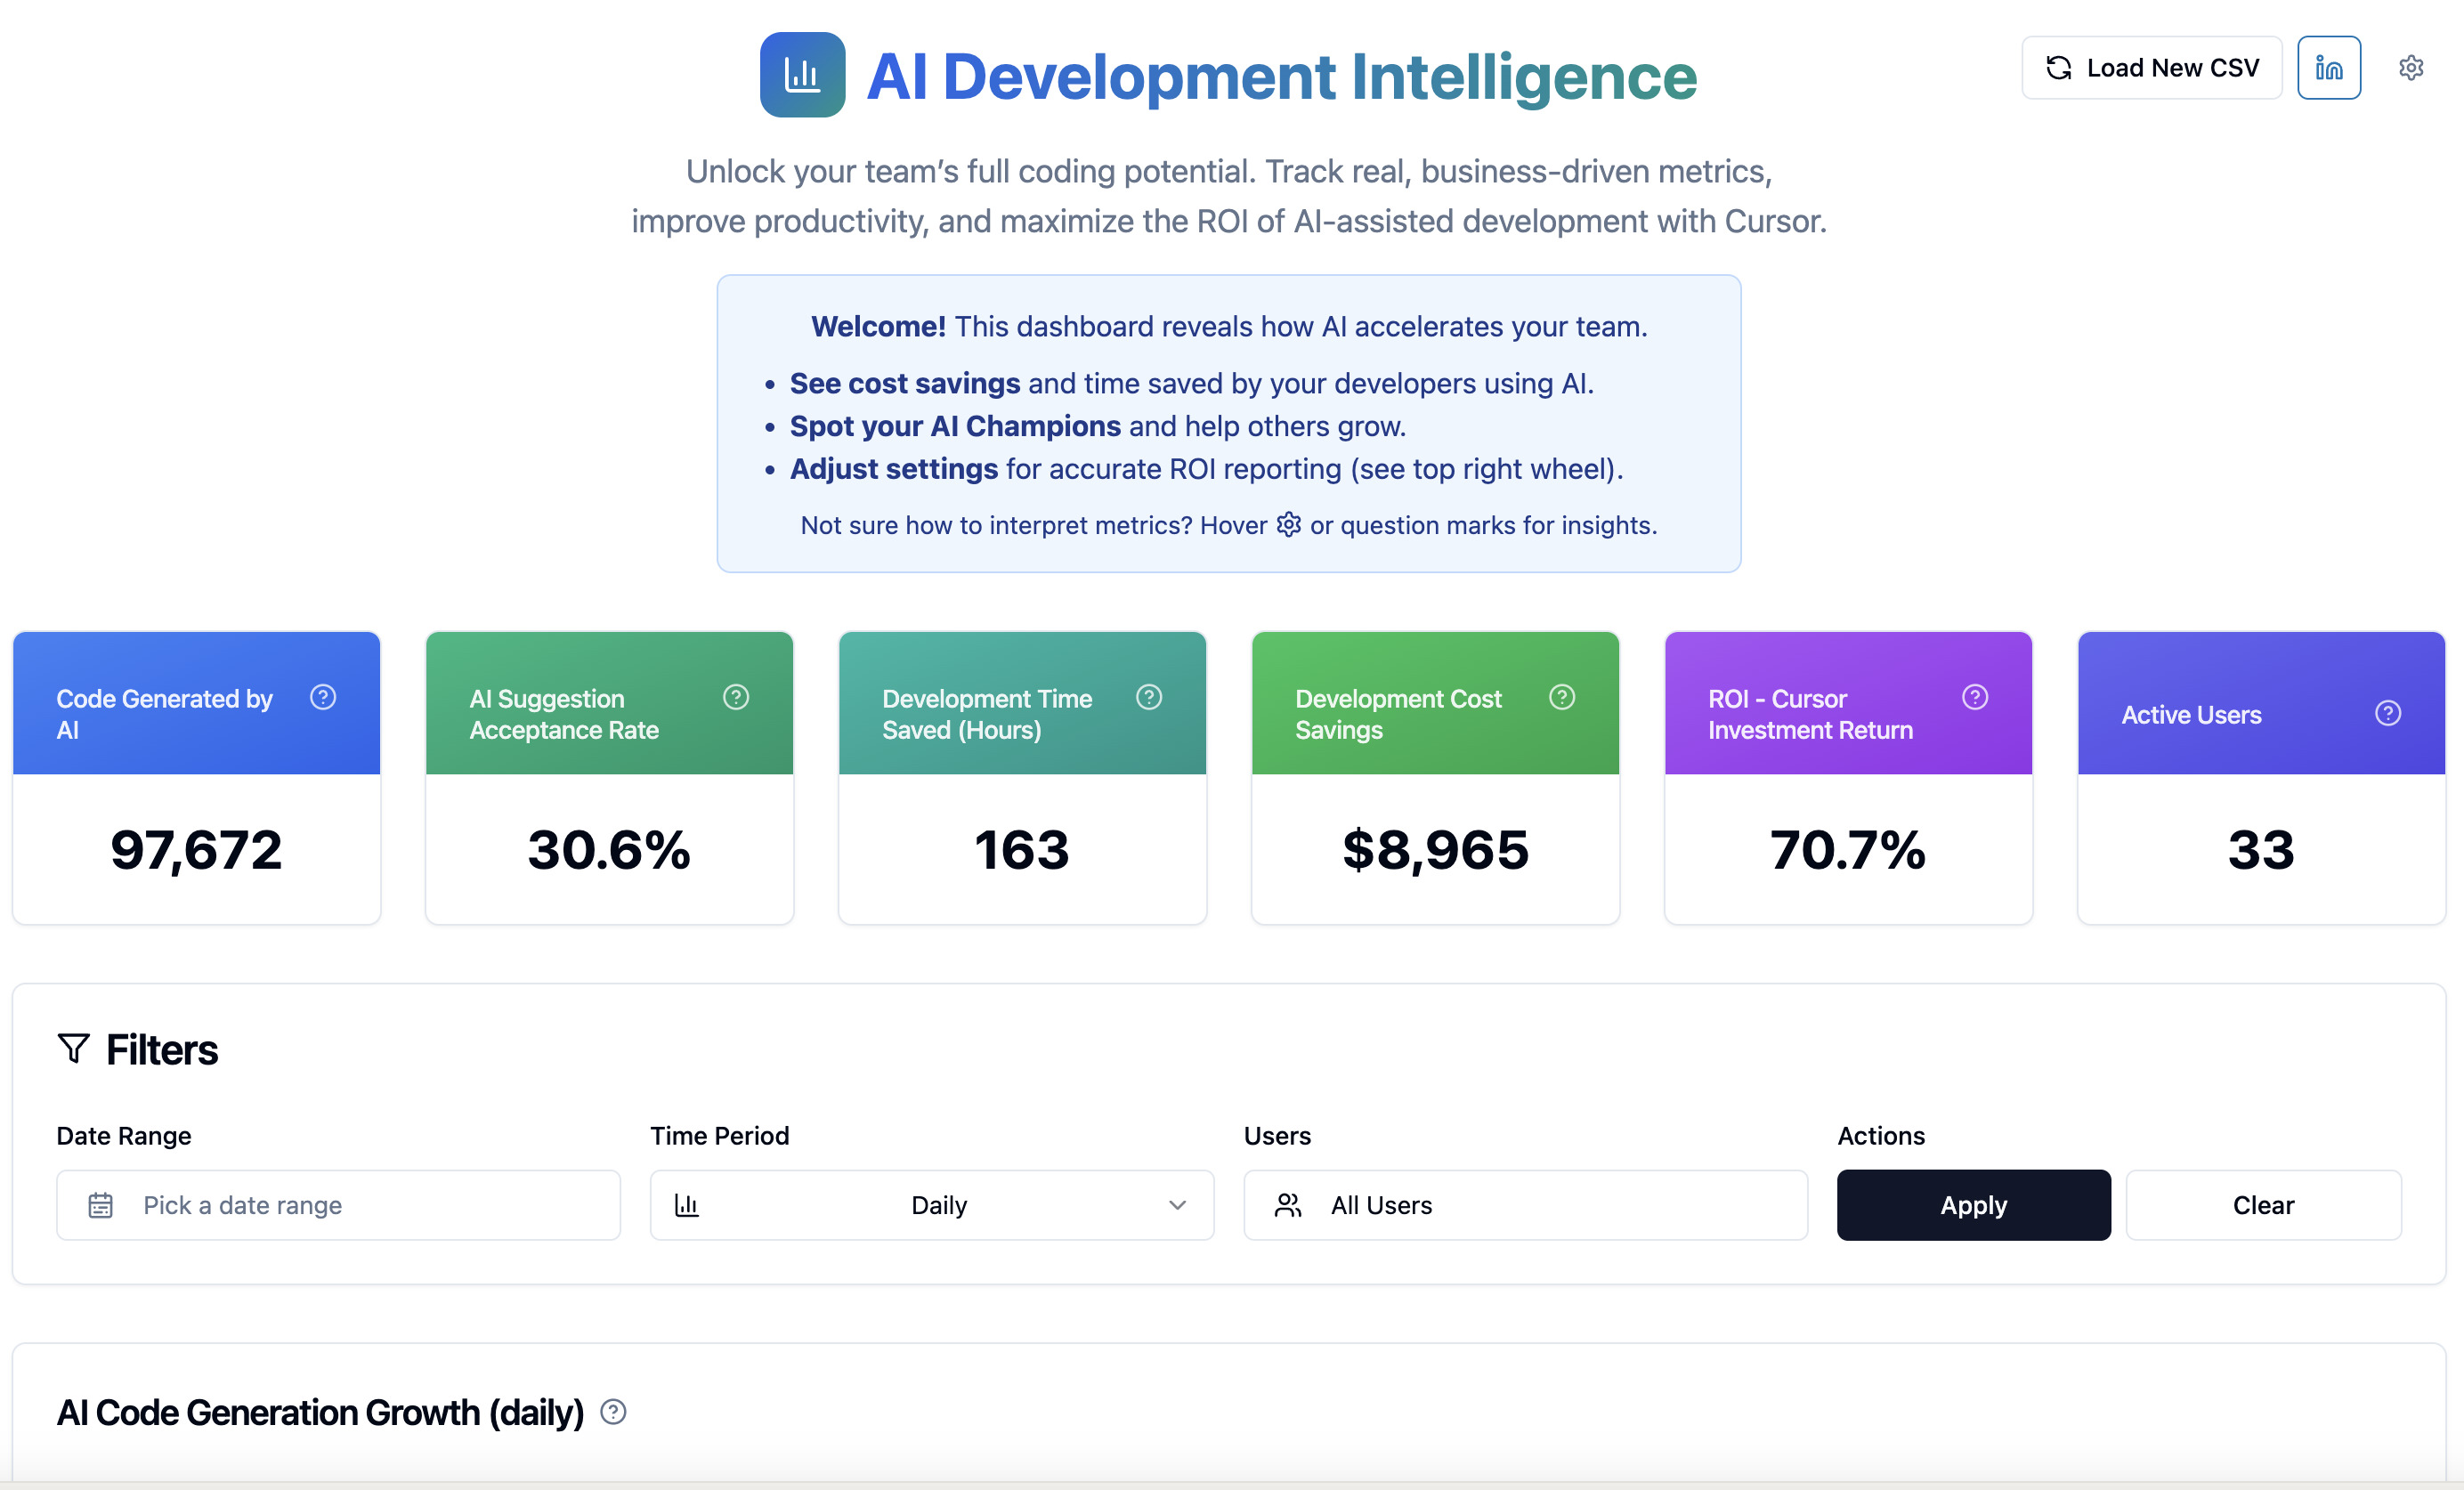 AI Development Intelligence
Load New CSV
Unlock your team’s full coding potential. Track real, business-driven metrics,
improve productivity, and maximize the ROI of AI-assisted development with Cursor.
Welcome! This dashboard reveals how AI accelerates your team.
• See cost savings and time saved by your developers using AI.
• Spot your AI Champions and help others grow.
• Adjust settings for accurate ROI reporting (see top right wheel).
Not sure how to interpret metrics? Hover or question marks for insights.
Code Generated by
AI
97,672
AI Suggestion
Acceptance Rate
30.6%
Development Time
Saved (Hours)
163
Development Cost
Savings
$8,965
ROI - Cursor
Investment Return
70.7%
Active Users
33
Filters
Date Range
Pick a date range
Time Period
Daily
Users
All Users
Actions
Apply
Clear
AI Code Generation Growth (daily)